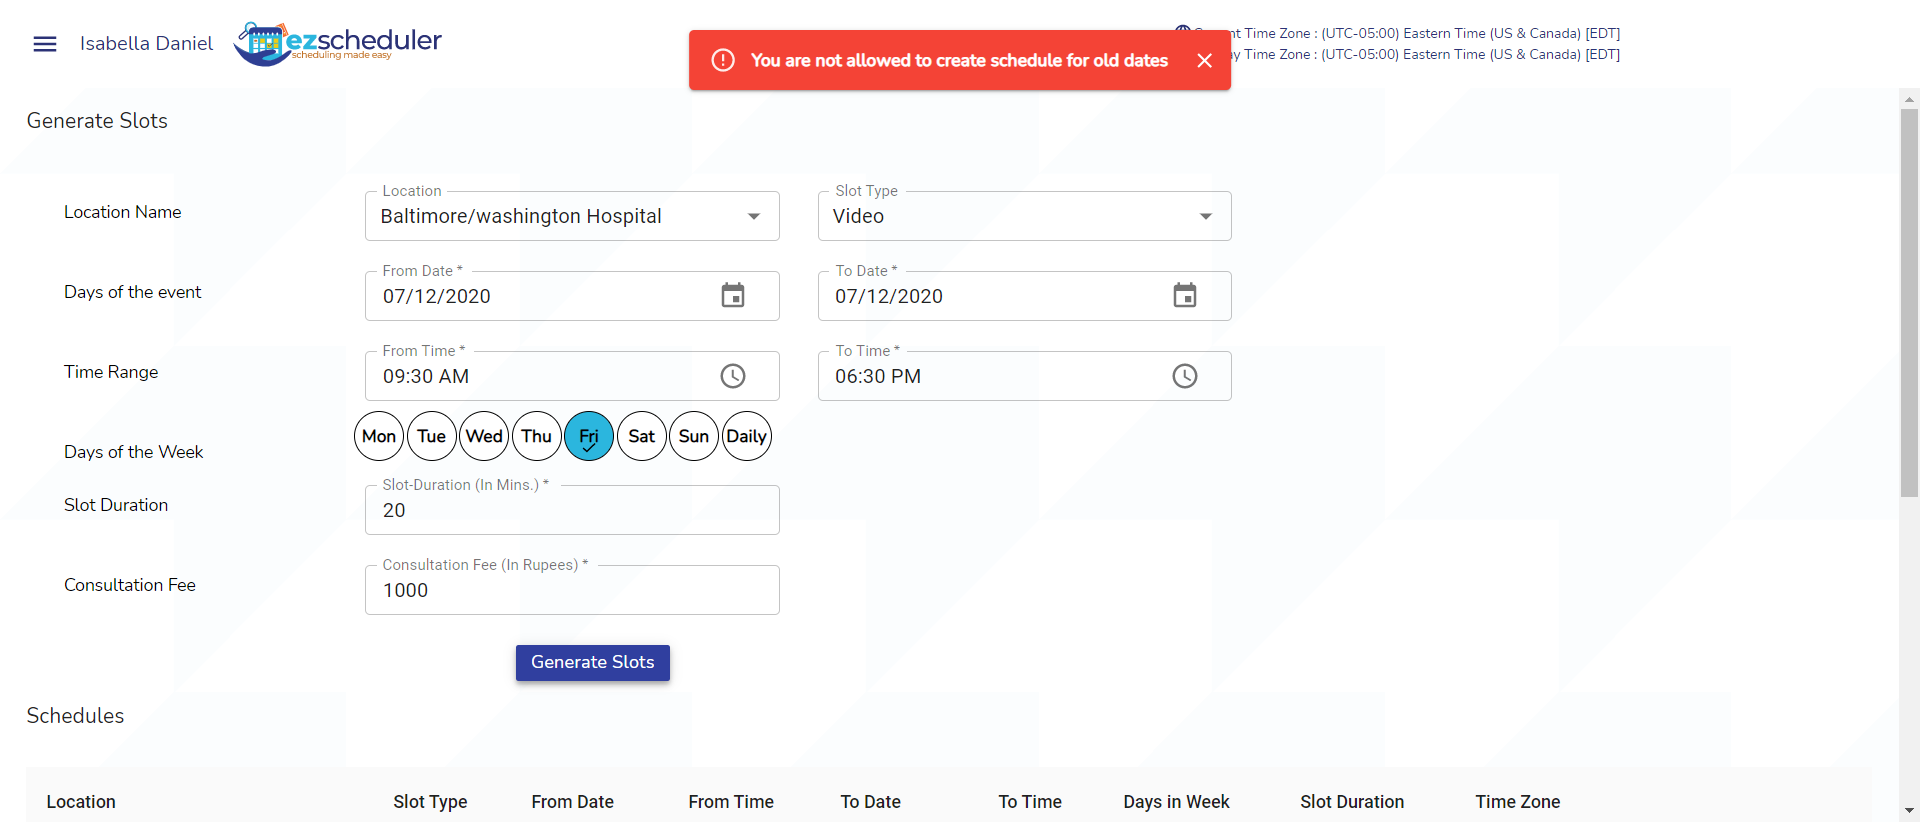 Isabella Daniel
ezscheduler
scheduling made easy
You are not allowed to create schedule for old dates
Time Zone : (UTC-05:00) Eastern Time (US & Canada) [EDT]
Time Zone : (UTC-05:00) Eastern Time (US & Canada) [EDT]
Generate Slots
Location Name
Location
Baltimore/washington Hospital
Slot Type
Video
Days of the event
From Date *
07/12/2020
To Date *
07/12/2020
Time Range
From Time *
09:30 AM
To Time *
06:30 PM
Days of the Week
Mon Tue Wed Thu Fri Sat Sun Daily
Slot Duration
Slot-Duration (In Mins.) *
20
Consultation Fee
Consultation Fee (In Rupees) *
1000
Generate Slots
Schedules
Location Slot Type From Date From Time To Date To Time Days in Week Slot Duration Time Zone